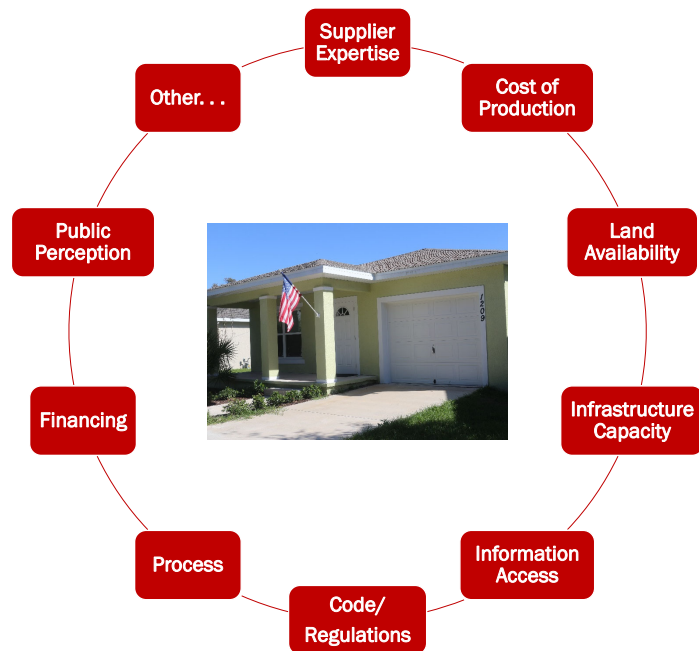 Supplier
Expertise
Cost of
Production
Land
Availability
Infrastructure
Capacity
Information
Access
Code/
Regulations
Process
Financing
Public
Perception
Other. . .
1209